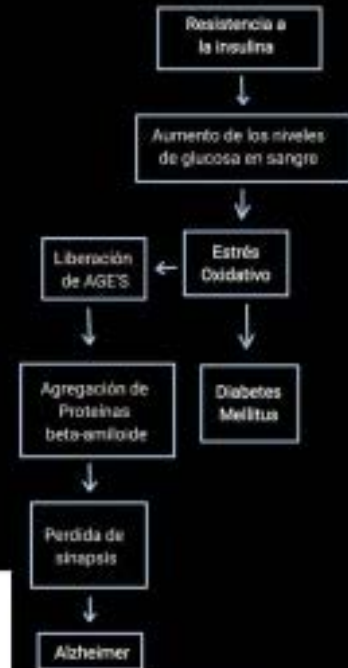 Resistencia a
la insulina
Aumento de los niveles
de glucosa en sangre
Estrés
Oxidativo
Liberación
de AGE'S
Agregación de
Proteínas
beta-amiloide
Diabetes
Mellitus
Perdida de
sinapsis
Alzheimer